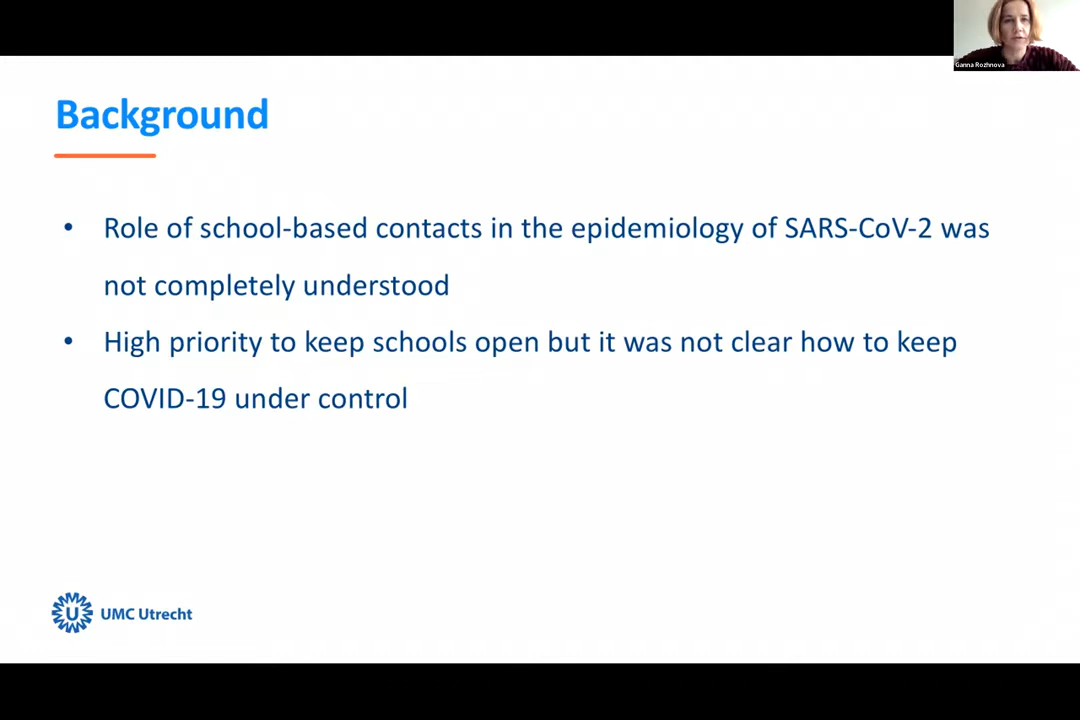 Ganna Rozhnova
Background
• Role of school-based contacts in the epidemiology of SARS-CoV-2 was
not completely understood
• High priority to keep schools open but it was not clear how to keep
COVID-19 under control
U UMC Utrecht